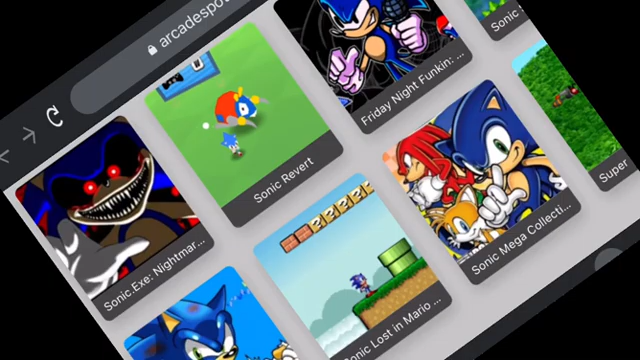 arcadespot
Sonic.Exe: Nightmar...
Sonic Revert
Friday Night Funkin: ...
Sonic
Sonic Lost in Mario ...
Sonic Mega Collecti...
Super